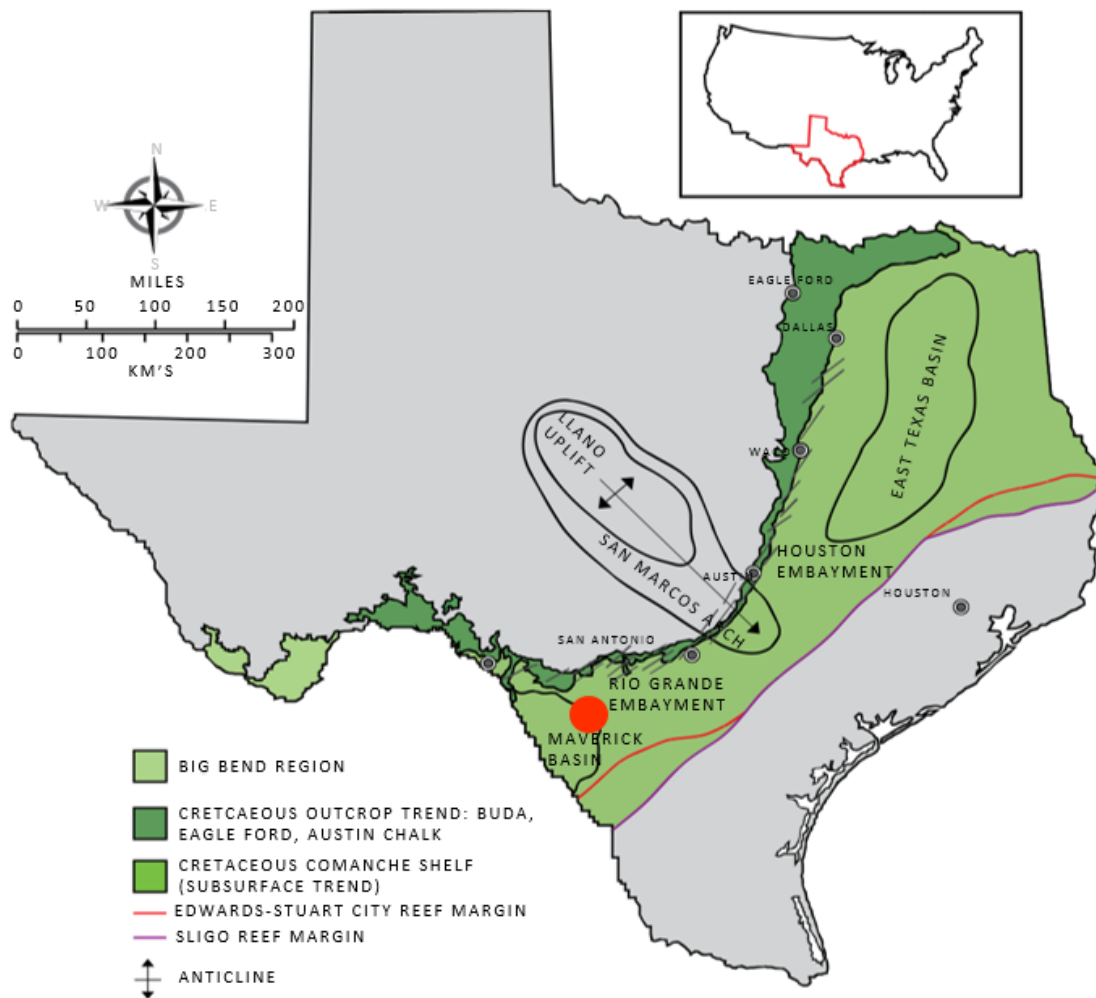 N
W E
S
MILES
0 50 100 150 200
0 100 200 300
KM'S
EAGLE FORD
DALLAS
WACO
EAST TEXAS BASIN
LLANO
UPLIFT
SAN MARCOS ARCH
AUSTIN
HOUSTON
EMBAYMENT
HOUSTON
SAN ANTONIO
RIO GRANDE
EMBAYMENT
MAVERICK
BASIN
BIG BEND REGION
CRETCAEOUS OUTCROP TREND: BUDA,
EAGLE FORD, AUSTIN CHALK
CRETACEOUS COMANCHE SHELF
(SUBSURFACE TREND)
EDWARDS-STUART CITY REEF MARGIN
SLIGO REEF MARGIN
ANTICLINE